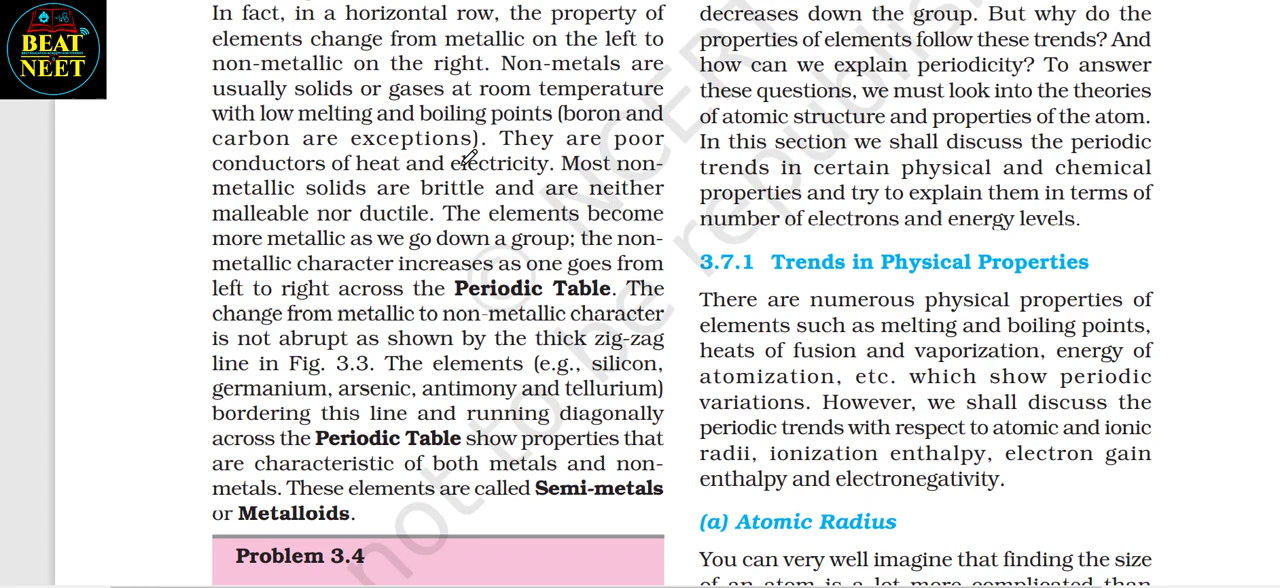 BEAT
NEET
In fact, in a horizontal row, the property of
elements change from metallic on the left to
non-metallic on the right. Non-metals are
usually solids or gases at room temperature
with low melting and boiling points (boron and
carbon are exceptions). They are poor
conductors of heat and electricity. Most non-
metallic solids are brittle and are neither
malleable nor ductile. The elements become
more metallic as we go down a group; the non-
metallic character increases as one goes from
left to right across the Periodic Table. The
change from metallic to non-metallic character
is not abrupt as shown by the thick zig-zag
line in Fig. 3.3. The elements (e.g., silicon,
germanium, arsenic, antimony and tellurium)
bordering this line and running diagonally
across the Periodic Table show properties that
are characteristic of both metals and non-
metals. These elements are called Semi-metals
or Metalloids.
Problem 3.4
decreases down the group. But why do the
properties of elements follow these trends? And
how can we explain periodicity? To answer
these questions, we must look into the theories
of atomic structure and properties of the atom.
In this section we shall discuss the periodic
trends in certain physical and chemical
properties and try to explain them in terms of
number of electrons and energy levels.
3.7.1 Trends in Physical Properties
There are numerous physical properties of
elements such as melting and boiling points,
heats of fusion and vaporization, energy of
atomization, etc. which show periodic
variations. However, we shall discuss the
periodic trends with respect to atomic and ionic
radii, ionization enthalpy, electron gain
enthalpy and electronegativity.
(a) Atomic Radius
You can very well imagine that finding the size
of an atom is a lot more complicated than
© NCERT
not to be republish